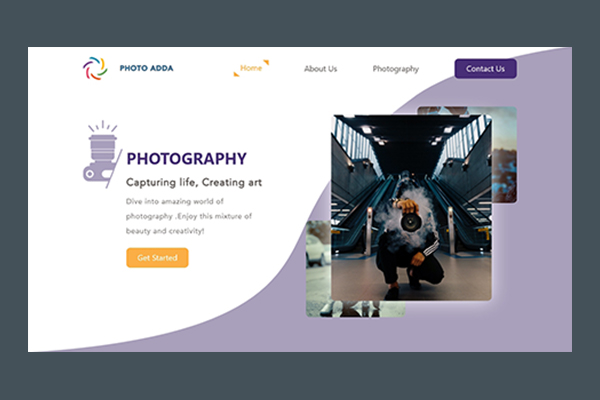 PHOTO ADDA
Home
About Us
Photography
Contact Us
PHOTOGRAPHY
Capturing life, Creating art
Dive into amazing world of
photography .Enjoy this mixture of
beauty and creativity!
Get Started